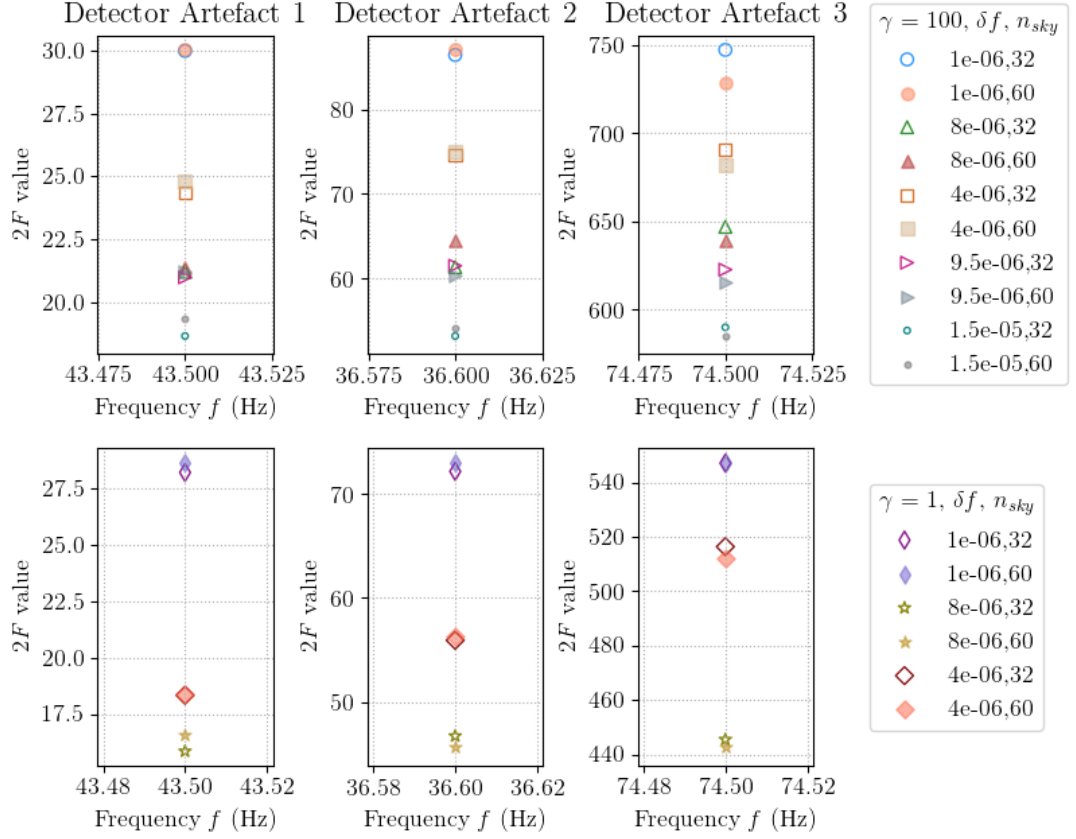 Detector Artefact 1
Detector Artefact 2
Detector Artefact 3
2F value
30.0
27.5
25.0
22.5
20.0
43.475
43.500
43.525
Frequency f (Hz)
2F value
80
70
60
36.575
36.600
36.625
Frequency f (Hz)
2F value
750
700
650
600
74.475
74.500
74.525
Frequency f (Hz)
γ = 100, δf, n_{sky}
1e-06,32
1e-06,60
8e-06,32
8e-06,60
4e-06,32
4e-06,60
9.5e-06,32
9.5e-06,60
1.5e-05,32
1.5e-05,60
2F value
27.5
25.0
22.5
20.0
17.5
43.48
43.50
43.52
Frequency f (Hz)
2F value
70
60
50
36.58
36.60
36.62
Frequency f (Hz)
2F value
540
520
500
480
460
440
74.48
74.50
74.52
Frequency f (Hz)
γ = 1, δf, n_{sky}
1e-06,32
1e-06,60
8e-06,32
8e-06,60
4e-06,32
4e-06,60